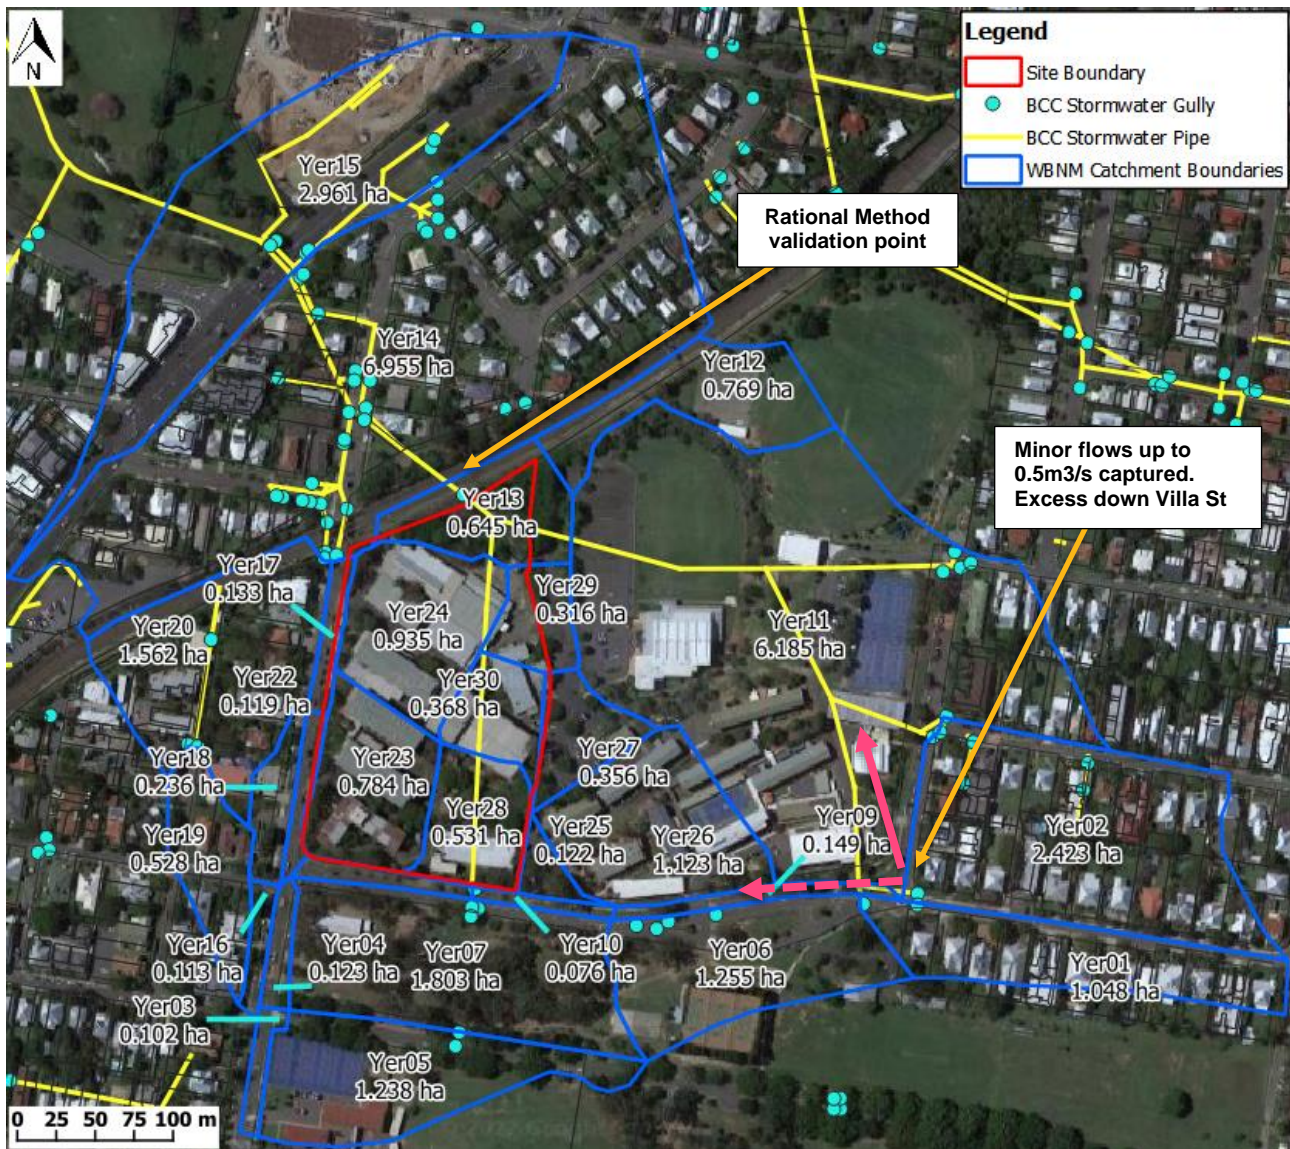 N
Legend
Site Boundary
BCC Stormwater Gully
BCC Stormwater Pipe
WBNM Catchment Boundaries
Yer15
2.961 ha
Rational Method
validation point
Yer14
6.955 ha
Yer12
0.769 ha
Minor flows up to
0.5m3/s captured.
Excess down Villa St
Yer13
0.645 ha
Yer17
0.133 ha
Yer29
0.316 ha
Yer24
0.935 ha
Yer11
6.185 ha
Yer20
1.562 ha
Yer22
0.119 ha
Yer30
0.368 ha
Yer27
0.356 ha
Yer18
0.236 ha
Yer23
0.784 ha
Yer28
0.531 ha
Yer09
0.149 ha
Yer02
2.423 ha
Yer19
0.528 ha
Yer25
0.122 ha
Yer26
1.123 ha
Yer16
0.113 ha
Yer04
0.123 ha
Yer07
1.803 ha
Yer10
0.076 ha
Yer06
1.255 ha
Yer01
1.048 ha
Yer03
0.102 ha
Yer05
1.238 ha
0 25 50 75 100 m